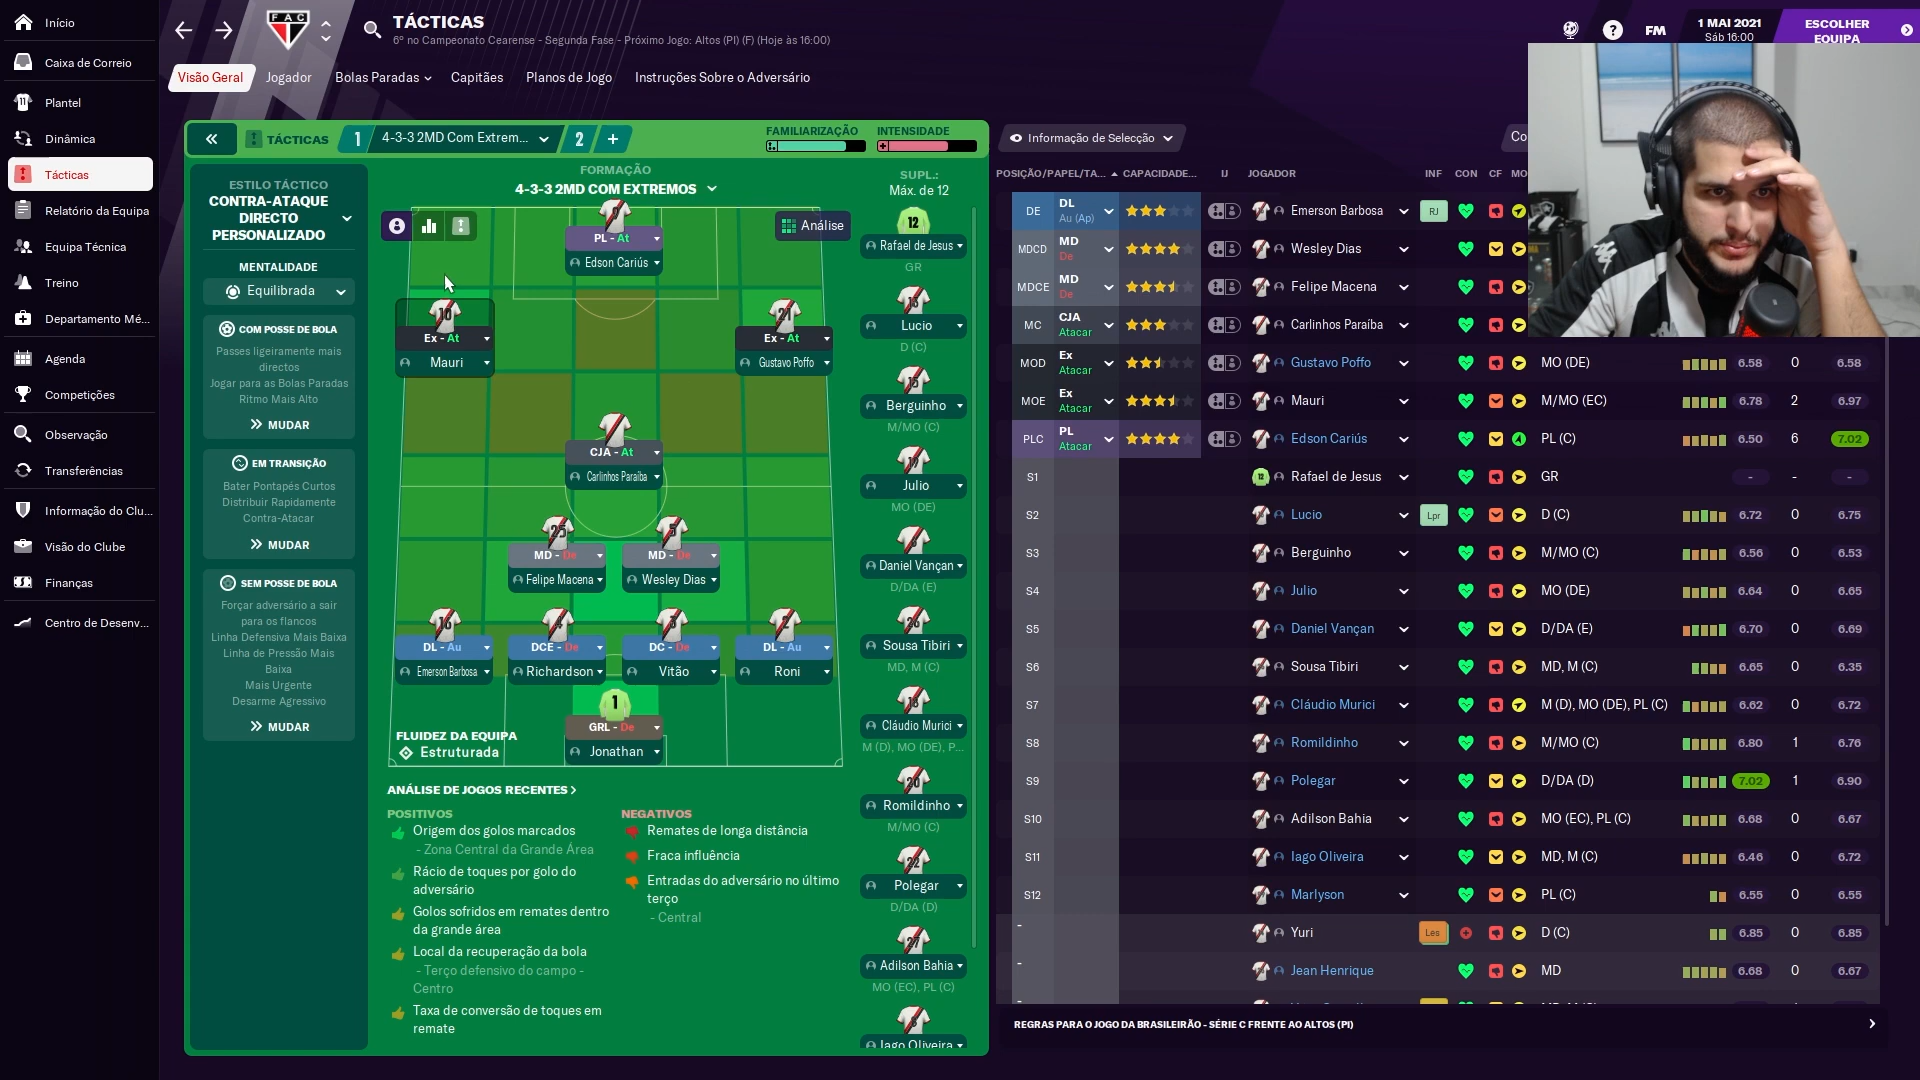 Início
Caixa de Correio
Plantel
Dinâmica
Tácticas
Relatório da Equipa
Equipa Técnica
Treino
Departamento Mé...
Agenda
Competições
Observação
Transferências
Informação do Clu...
Visão do Clube
Finanças
Centro de Desenv...
FAC
TÁCTICAS
6º no Campeonato Cearense - Segunda Fase - Próximo Jogo: Altos (PI) (F) (Hoje às 16:00)
FM
1 MAI 2021
Sáb 16:00
ESCOLHER
EQUIPA
Visão Geral
Jogador
Bolas Paradas
Capitães
Planos de Jogo
Instruções Sobre o Adversário
TÁCTICAS
1
4-3-3 2MD Com Extrem...
2
+
FAMILIARIZAÇÃO
INTENSIDADE
ESTILO TÁCTICO
CONTRA-ATAQUE
DIRECTO
PERSONALIZADO
MENTALIDADE
Equilibrada
COM POSSE DE BOLA
Passes ligeiramente mais
directos
Jogar para as Bolas Paradas
Ritmo Mais Alto
MUDAR
EM TRANSIÇÃO
Bater Pontapés Curtos
Distribuir Rapidamente
Contra-Atacar
MUDAR
SEM POSSE DE BOLA
Forçar adversário a sair
para os flancos
Linha Defensiva Mais Baixa
Linha de Pressão Mais
Baixa
Mais Urgente
Desarme Agressivo
MUDAR
FORMAÇÃO
4-3-3 2MD COM EXTREMOS
Análise
PL - At
Edson Cariús
10
Ex - At
Mauri
21
Ex - At
Gustavo Poffo
CJA - At
Carlinhos Paraíba
25
MD - De
Felipe Macena
5
MD - De
Wesley Dias
16
DL - Au
Emerson Barbosa
4
DCE - De
Richardson
3
DC - De
Vitão
2
DL - Au
Roni
1
GRL - De
Jonathan
FLUIDEZ DA EQUIPA
Estruturada
ANÁLISE DE JOGOS RECENTES
POSITIVOS
Origem dos golos marcados
- Zona Central da Grande Área
Rácio de toques por golo do
adversário
Golos sofridos em remates dentro
da grande área
Local da recuperação da bola
- Terço defensivo do campo -
Centro
Taxa de conversão de toques em
remate
NEGATIVOS
Remates de longa distância
Fraca influência
Entradas do adversário no último
terço
- Central
SUPL.:
Máx. de 12
12
Rafael de Jesus
GR
13
Lucio
D (C)
15
Berguinho
M/MO (C)
19
Julio
MO (DE)
6
Daniel Vançan
D/DA (E)
26
Sousa Tibiri
MD, M (C)
18
Cláudio Murici
M (D), MO (DE), P...
20
Romildinho
M/MO (C)
22
Polegar
D/DA (D)
27
Adilson Bahia
MO (EC), PL (C)
Iago Oliveira
Informação de Selecção
Co
POSIÇÃO/PAPEL/TA... CAPACIDADE... IJ JOGADOR INF CON CF MO
DE DL Au (Ap) Emerson Barbosa RJ
MDCD MD De Wesley Dias
MDCE MD De Felipe Macena
MC CJA Atacar Carlinhos Paraíba
MOD Ex Atacar Gustavo Poffo MO (DE) 6.58 0 6.58
MOE Ex Atacar Mauri M/MO (EC) 6.78 2 6.97
PLC PL Atacar Edson Cariús PL (C) 6.50 6 7.02
S1 Rafael de Jesus GR - - -
S2 Lucio Lpr D (C) 6.72 0 6.75
S3 Berguinho M/MO (C) 6.56 0 6.53
S4 Julio MO (DE) 6.64 0 6.65
S5 Daniel Vançan D/DA (E) 6.70 0 6.69
S6 Sousa Tibiri MD, M (C) 6.65 0 6.35
S7 Cláudio Murici M (D), MO (DE), PL (C) 6.62 0 6.72
S8 Romildinho M/MO (C) 6.80 1 6.76
S9 Polegar D/DA (D) 7.02 1 6.90
S10 Adilson Bahia MO (EC), PL (C) 6.68 0 6.67
S11 Iago Oliveira MD, M (C) 6.46 0 6.72
S12 Marlyson PL (C) 6.55 0 6.55
- Yuri Les D (C) 6.85 0 6.85
- Jean Henrique MD 6.68 0 6.67
REGRAS PARA O JOGO DA BRASILEIRÃO - SÉRIE C FRENTE AO ALTOS (PI)